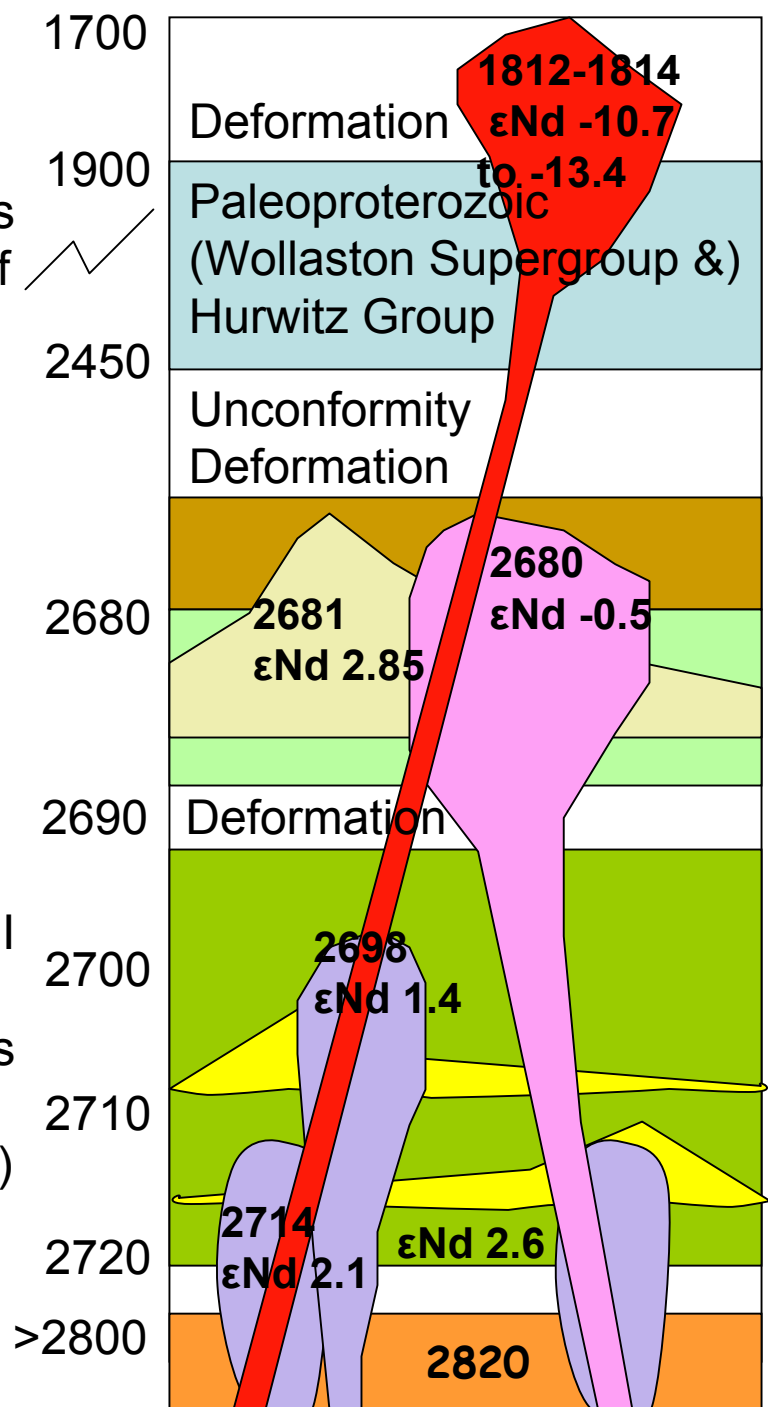 1700
1812-1814
εNd -10.7
to -13.4
Deformation
1900
s
f
Paleoproterozoic
(Wollaston Supergroup &)
Hurwitz Group
2450
Unconformity
Deformation
2680
εNd -0.5
2680
2681
εNd 2.85
2690
Deformation
l
2698
εNd 1.4
2700
s
2710
)
2714
εNd 2.1
εNd 2.6
2720
>2800
2820